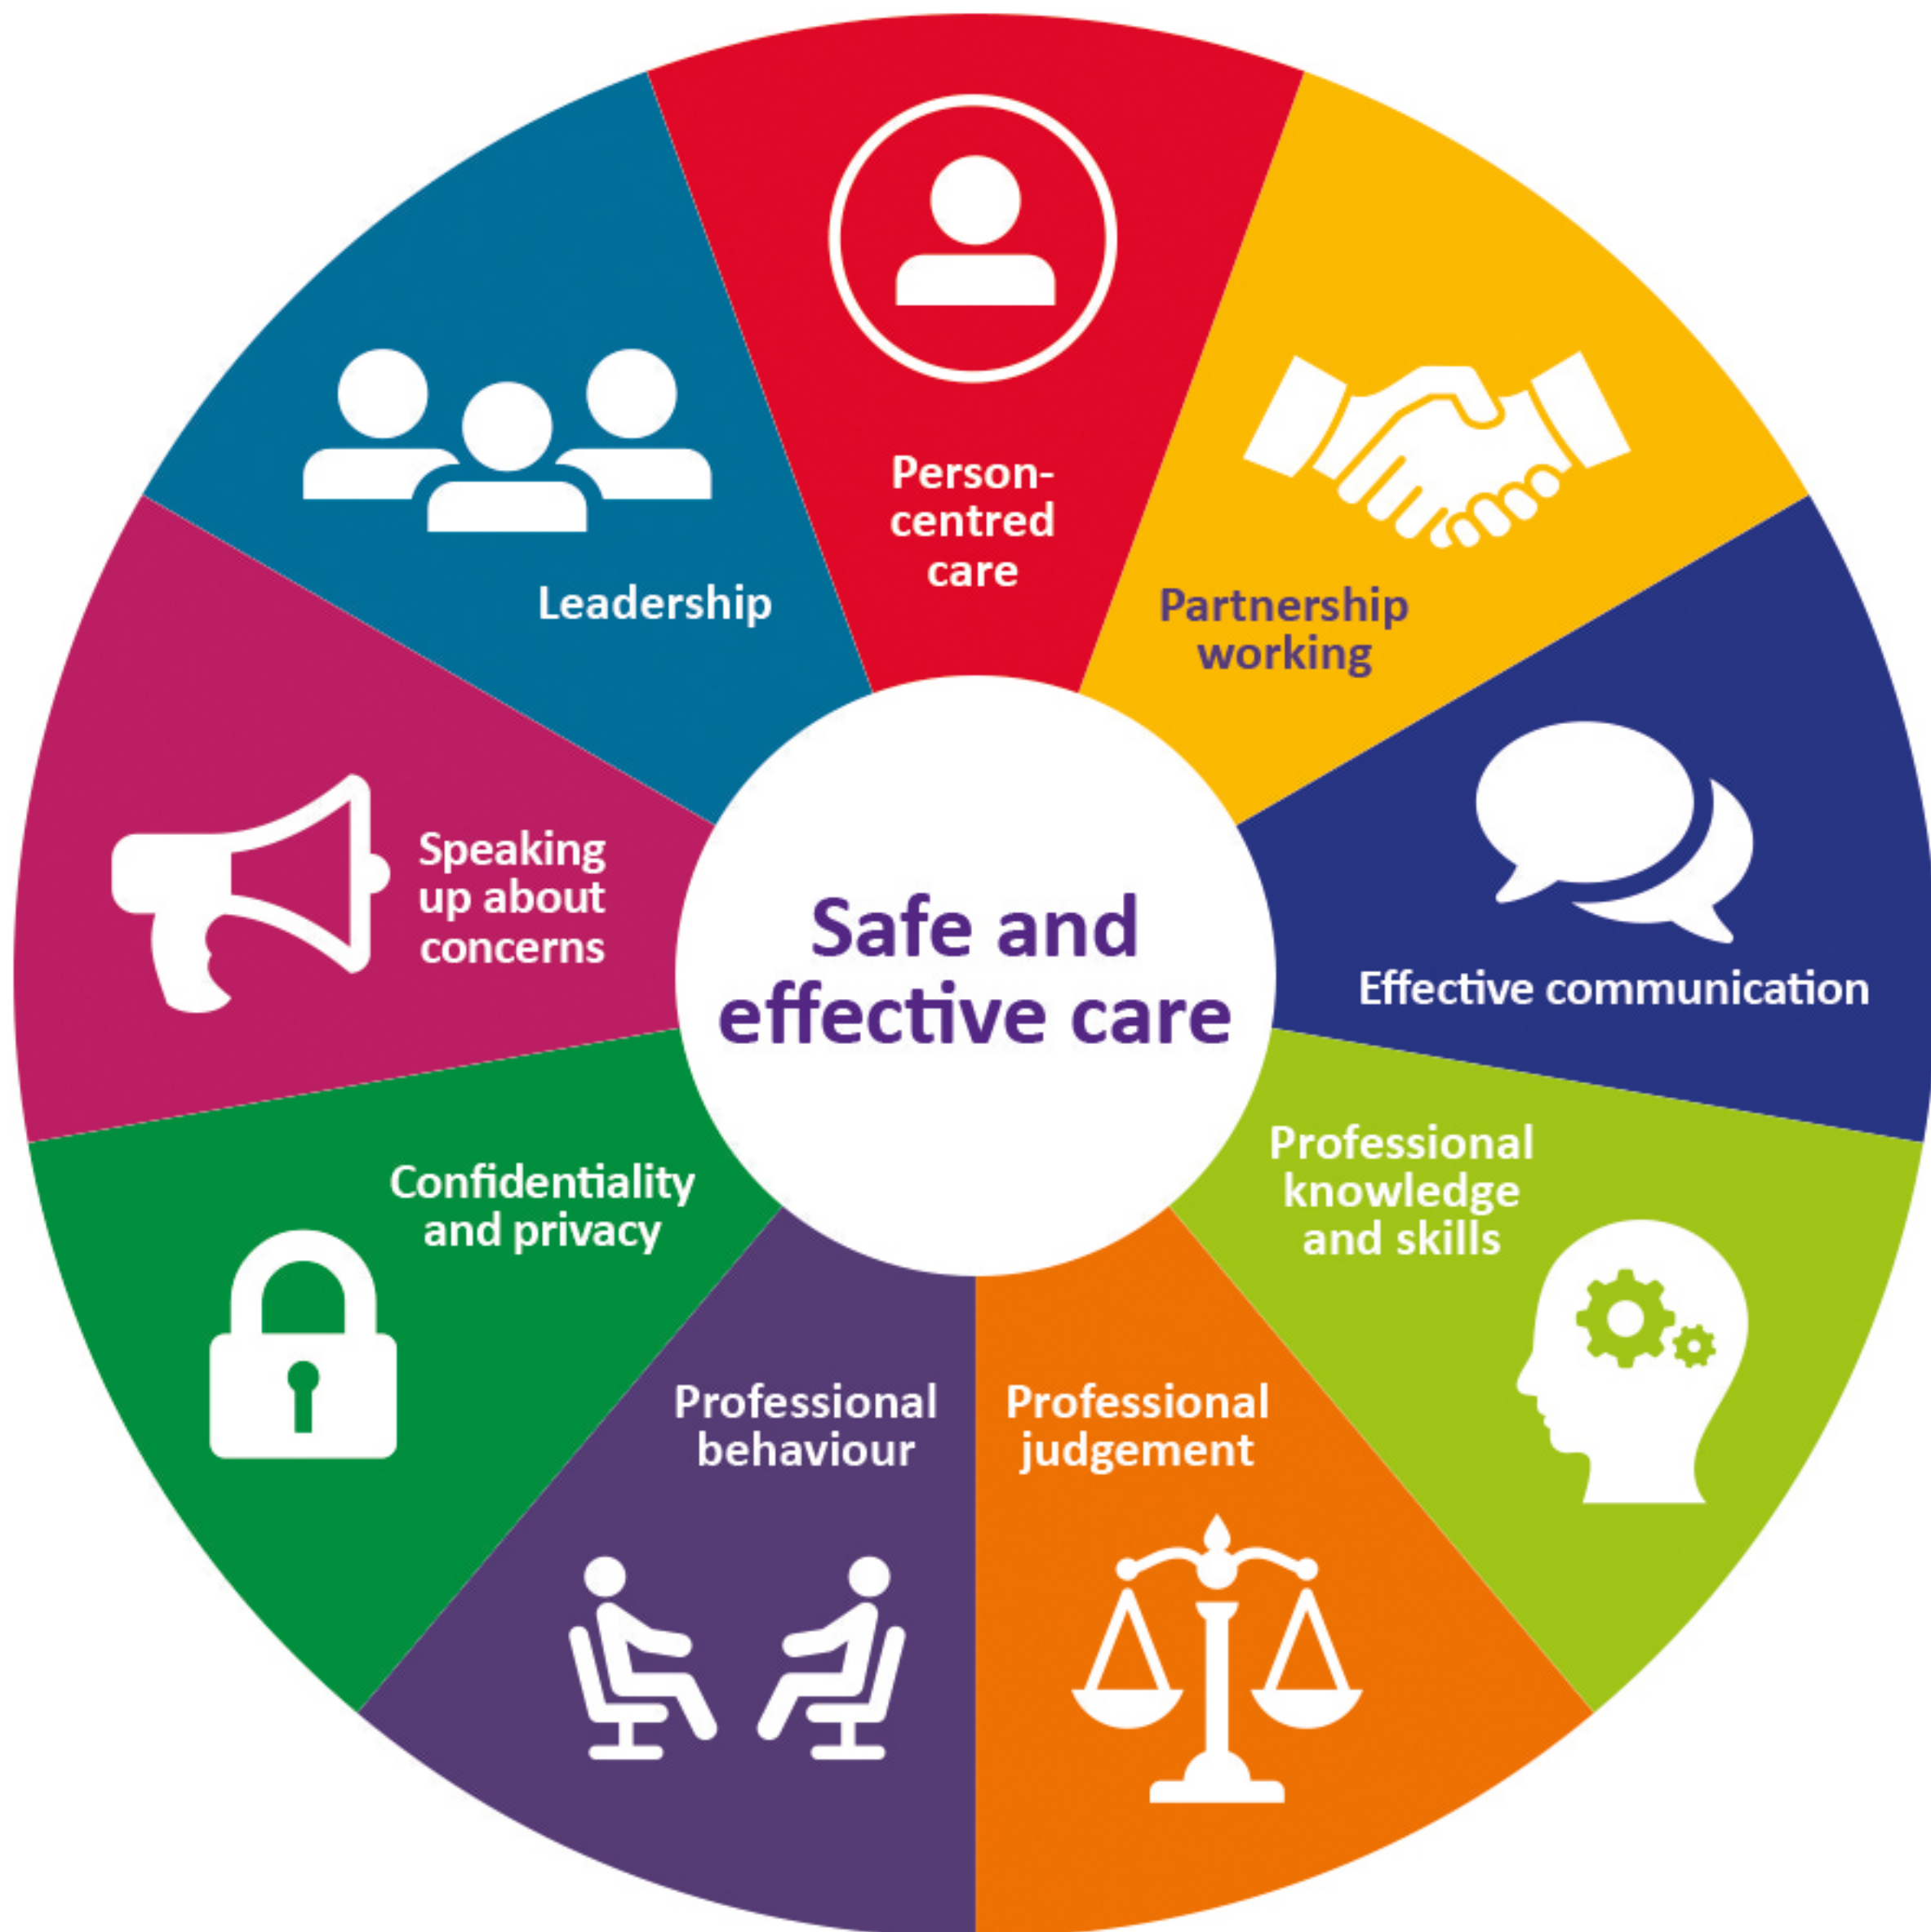 Person-
centred
care
Partnership
working
Effective communication
Professional
knowledge
and skills
Professional
judgement
Professional
behaviour
Confidentiality
and privacy
Speaking
up about
concerns
Leadership
Safe and
effective care